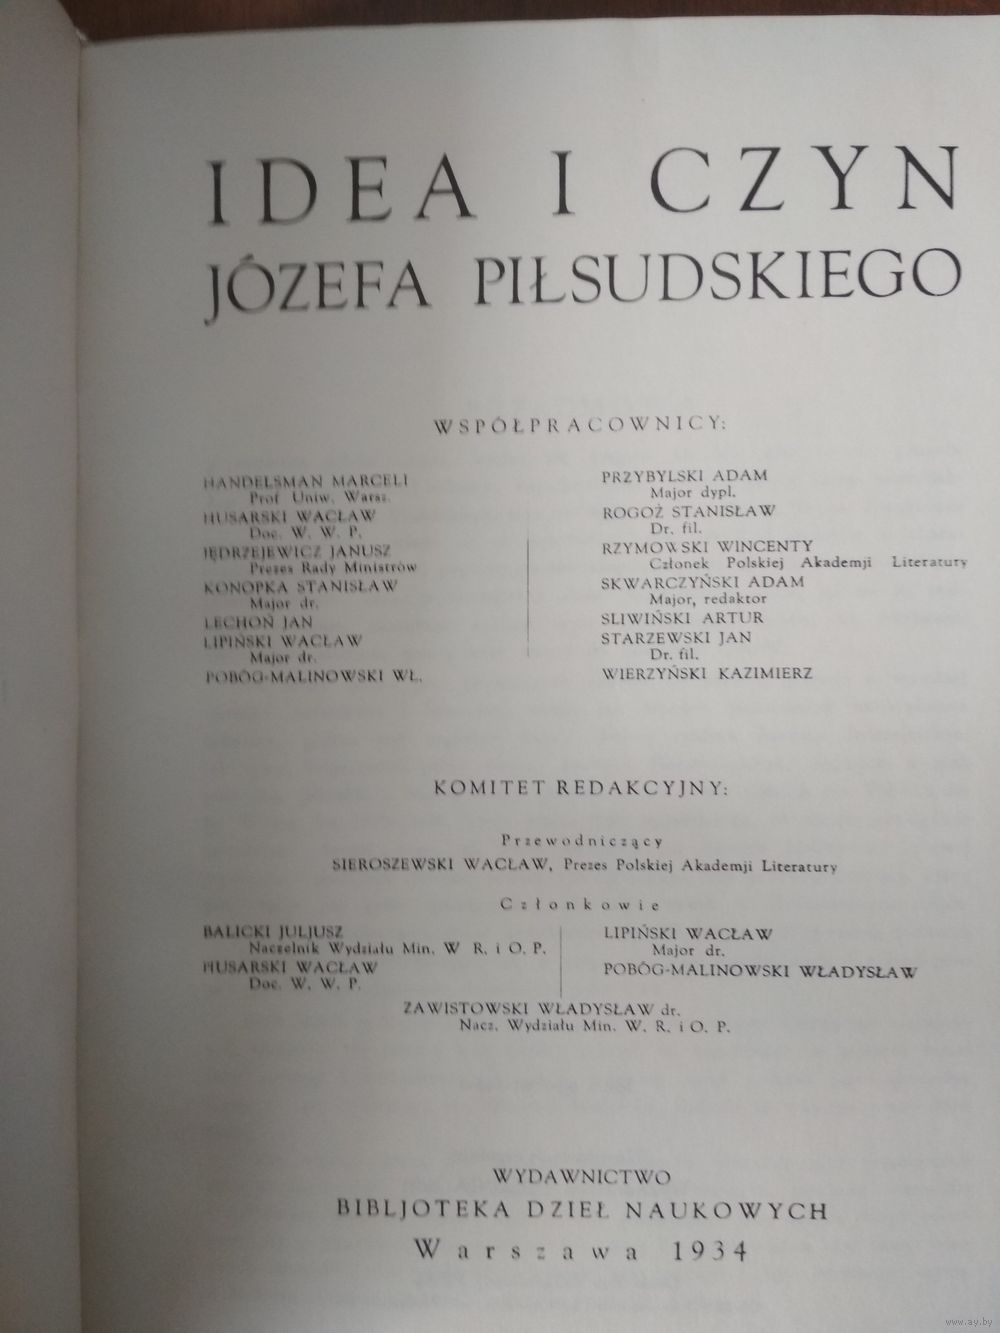 IDEA I CZYN
JÓZEFA PIŁSUDSKIEGO
WSPÓŁPRACOWNICY:
HANDELSMAN MARCELI
Prof. Uniw. Warsz.
HUSARSKI WACŁAW
Doc. W. W. P.
JĘDRZEJEWICZ JANUSZ
Prezes Rady Ministrów
KONOPKA STANISŁAW
Major dr.
LECHOŃ JAN
LIPIŃSKI WACŁAW
Major dr.
POBÓG-MALINOWSKI WŁ.
PRZYBYLSKI ADAM
Major dypl.
ROGOŻ STANISŁAW
Dr. fil.
RZYMOWSKI WINCENTY
Członek Polskiej Akademji Literatury
SKWARCZYŃSKI ADAM
Major, redaktor
SLIWIŃSKI ARTUR
STARZEWSKI JAN
Dr. fil.
WIERZYŃSKI KAZIMIERZ
KOMITET REDAKCYJNY:
Przewodniczący
SIEROSZEWSKI WACŁAW, Prezes Polskiej Akademji Literatury
Członkowie
BALICKI JULJUSZ
Naczelnik Wydziału Min. W R. i O. P.
HUSARSKI WACŁAW
Doc. W. W. P.
LIPIŃSKI WACŁAW
Major dr.
POBÓG-MALINOWSKI WŁADYSŁAW
ZAWISTOWSKI WŁADYSŁAW dr.
Nacz. Wydziału Min. W. R. i O. P.
WYDAWNICTWO
BIBLJOTEKA DZIEŁ NAUKOWYCH
Warszawa 1934
www.ay.by